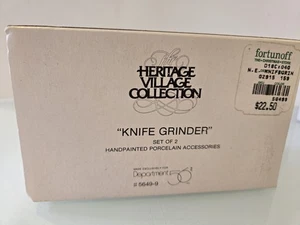 HERITAGE
VILLAGE
COLLECTION
"KNIFE GRINDER"
SET OF 2
HANDPAINTED PORCELAIN ACCESSORIES
Department 56
# 5649-9
fortunoff
$22.50